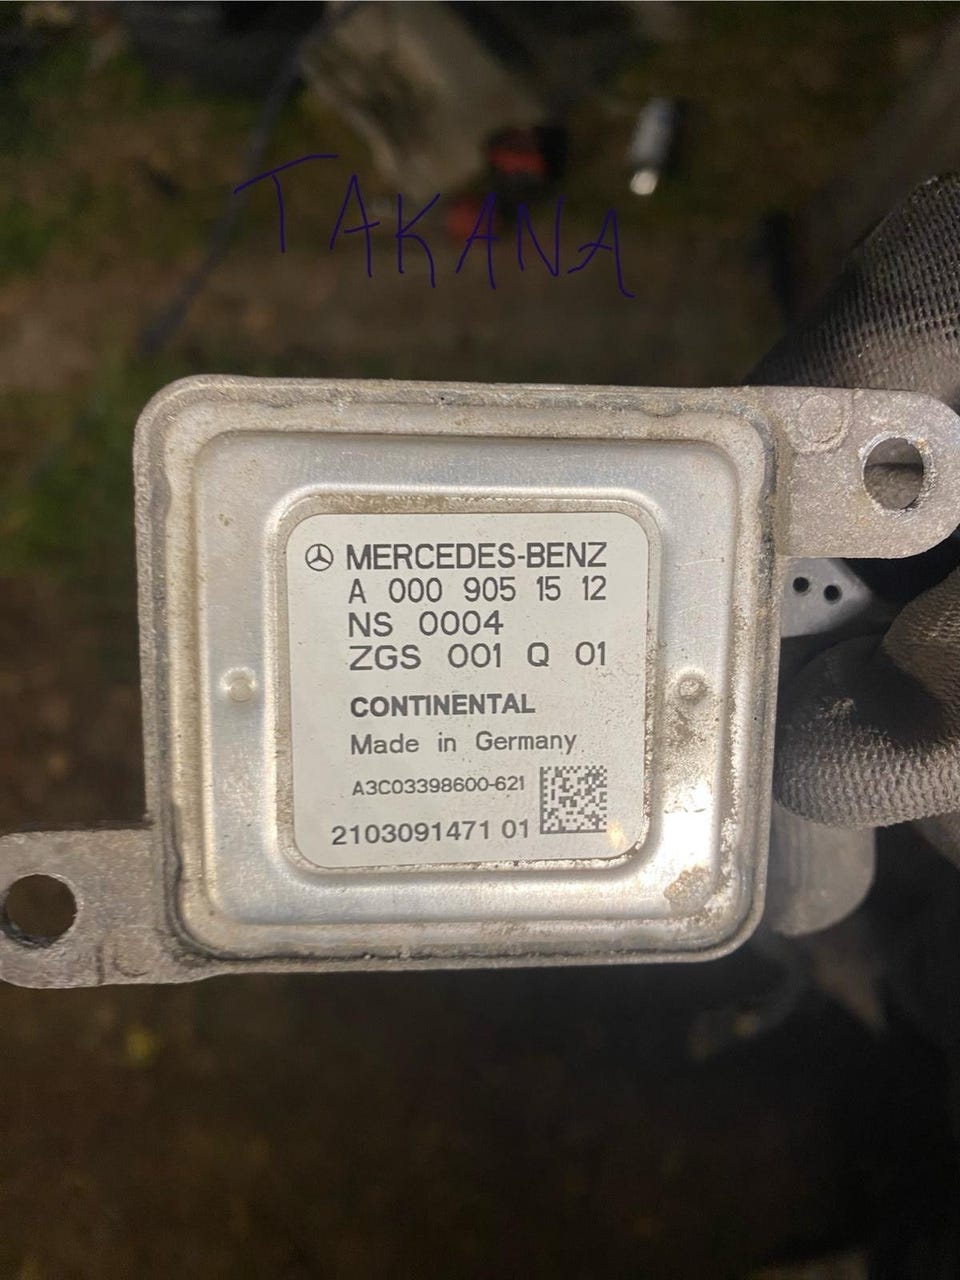 TAKANA
MERCEDES-BENZ
A 000 905 15 12
NS 0004
ZGS 001 Q 01
CONTINENTAL
Made in Germany
A3C03398600-621
2103091471 01